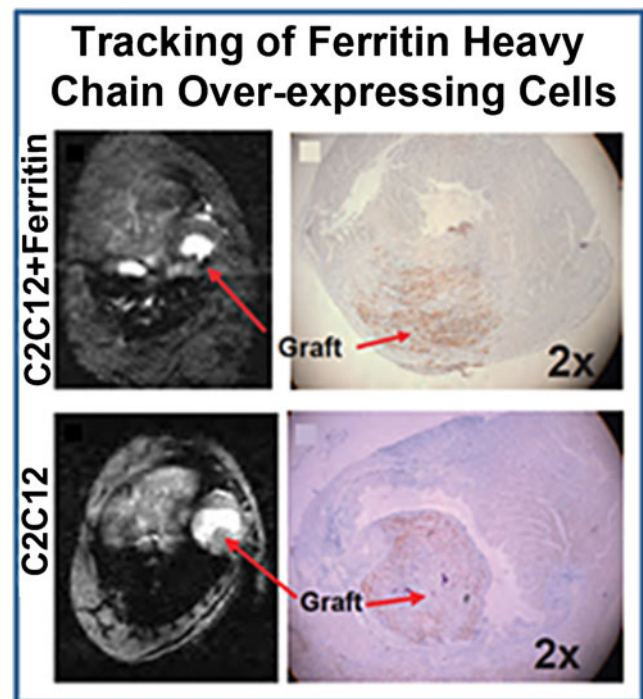 Tracking of Ferritin Heavy
Chain Over-expressing Cells
C2C12+Ferritin
Graft
2x
C2C12
Graft
2x